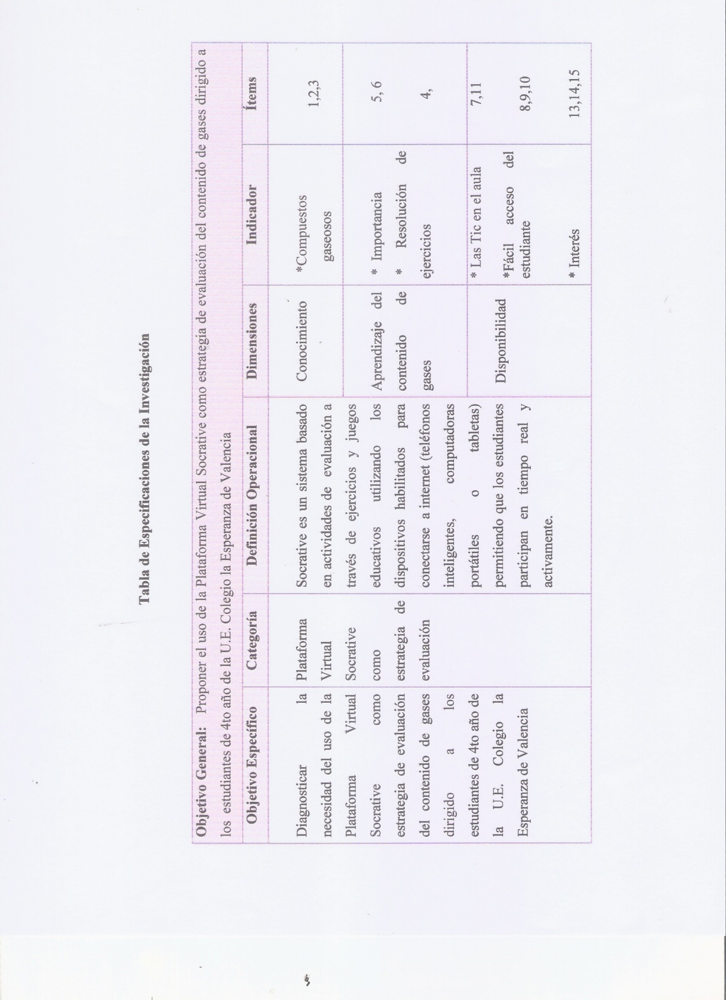 Tabla de Especificaciones de la Investigación
Objetivo General: Proponer el uso de la Plataforma Virtual Socrative como estrategia de evaluación del contenido de gases dirigido a
los estudiantes de 4to año de la U.E. Colegio la Esperanza de Valencia
Objetivo Específico
Categoría
Definición Operacional
Dimensiones
Indicador
Ítems
Diagnosticar la
necesidad del uso de la
Plataforma Virtual
Socrative como
estrategia de evaluación
del contenido de gases
dirigido a los
estudiantes de 4to año de
la U.E. Colegio la
Esperanza de Valencia
Plataforma
Virtual
Socrative
como
estrategia de
evaluación
Socrative es un sistema basado
en actividades de evaluación a
través de ejercicios y juegos
educativos utilizando los
dispositivos habilitados para
conectarse a internet (teléfonos
inteligentes, computadoras
portátiles o tabletas)
permitiendo que los estudiantes
participan en tiempo real y
activamente.
Conocimiento
*Compuestos
gaseosos
1,2,3
Aprendizaje del
contenido de
gases
* Importancia
* Resolución de
ejercicios
5, 6
4,
Disponibilidad
* Las Tic en el aula
*Fácil acceso del
estudiante
* Interés
7,11
8,9,10
13,14,15